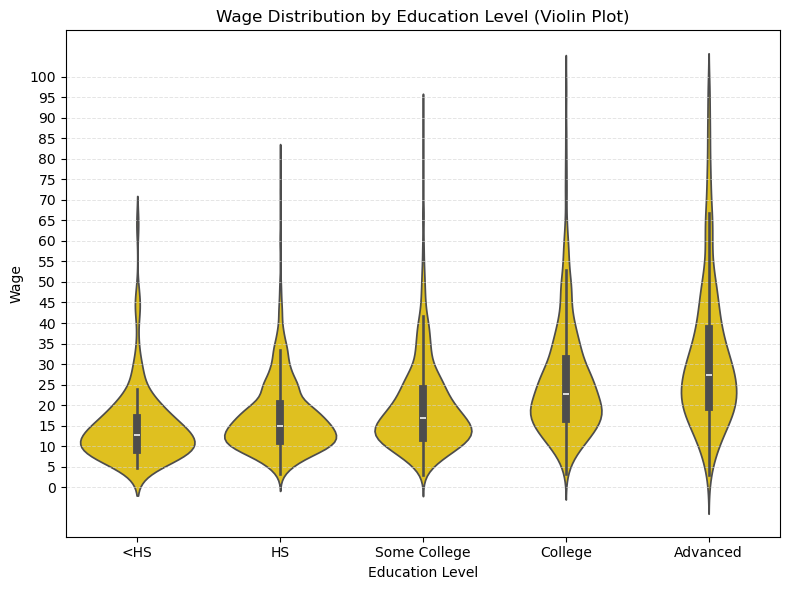 Wage Distribution by Education Level (Violin Plot)
100
95
90
85
80
75
70
65
60
55
50
45
40
35
30
25
20
15
10
5
0
Wage
<HS
HS
Some College
College
Advanced
Education Level